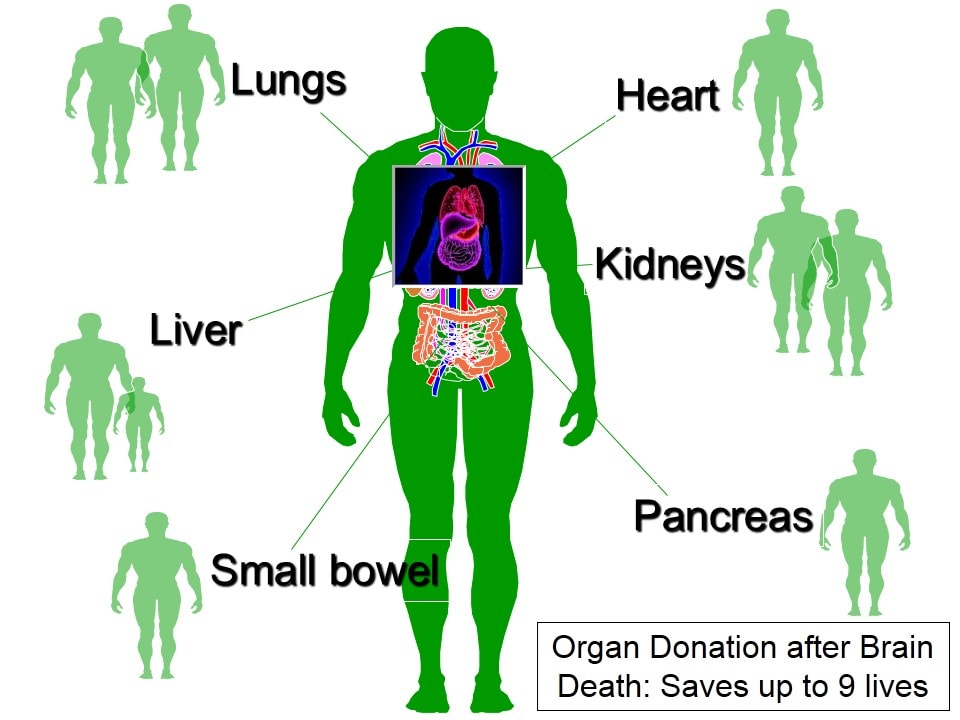 Lungs
Heart
Kidneys
Liver
Pancreas
Small bowel
Organ Donation after Brain
Death: Saves up to 9 lives